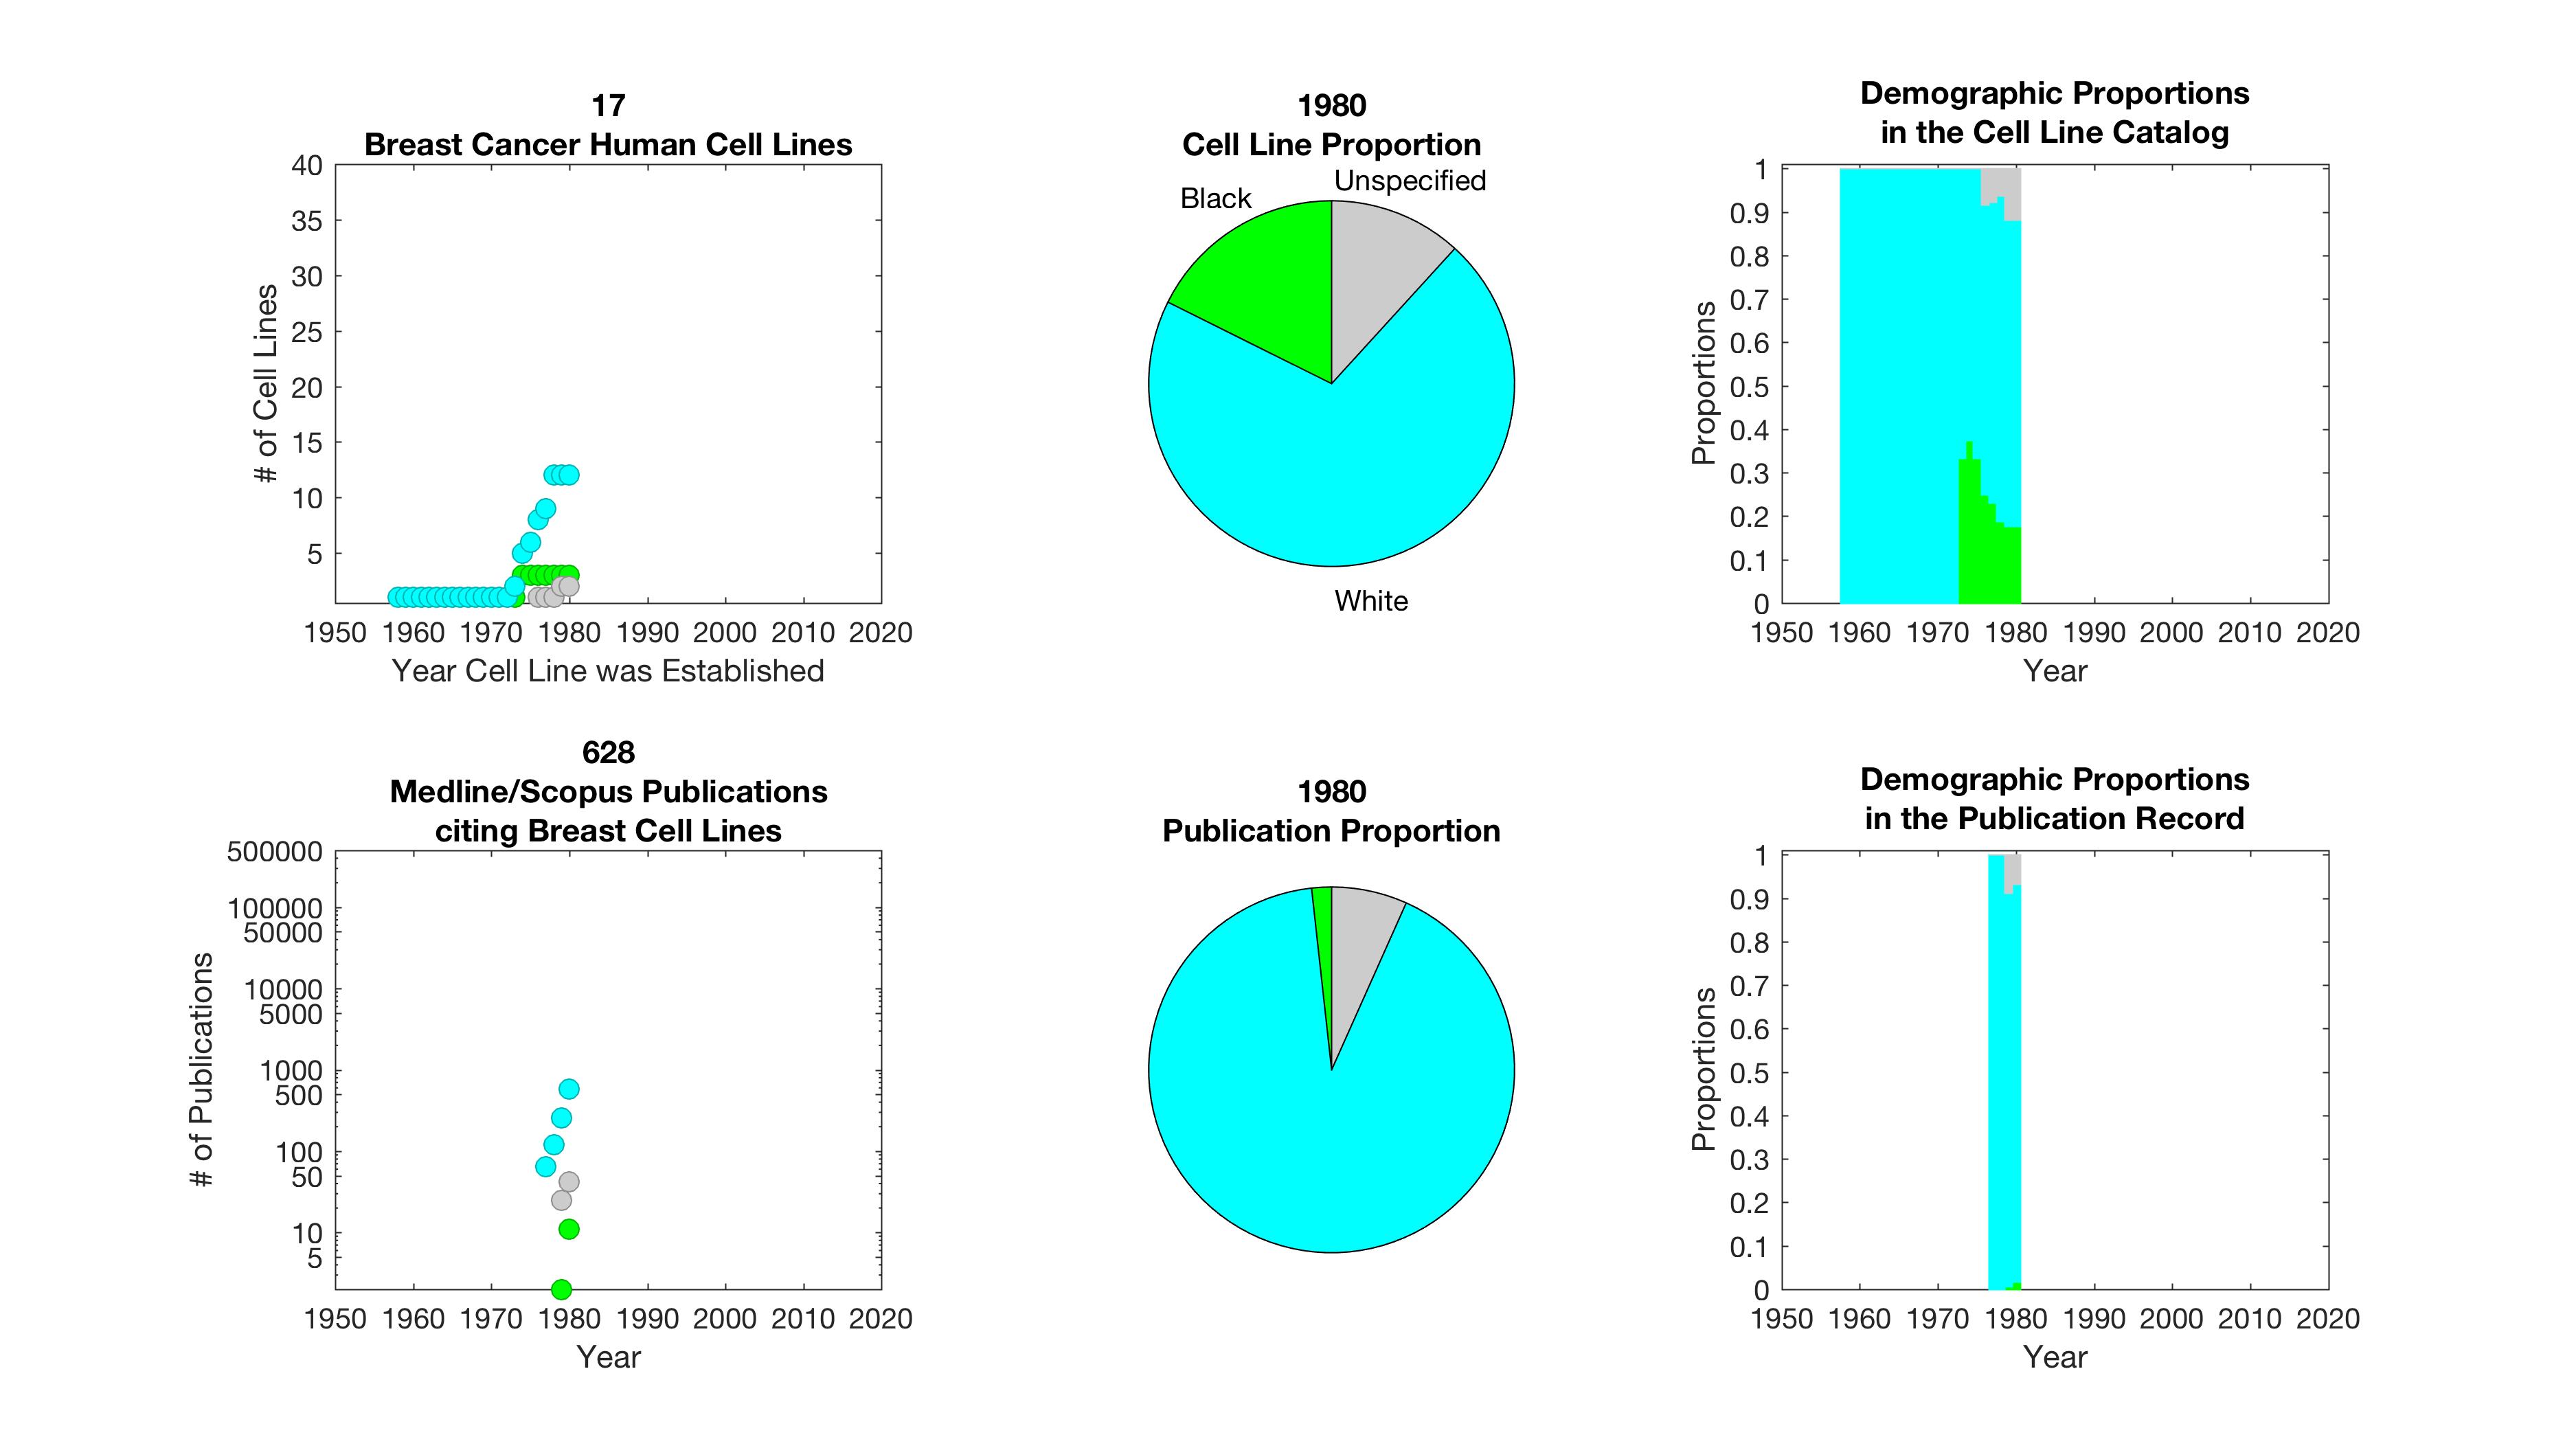 17
Breast Cancer Human Cell Lines
40
35
30
25
20
15
10
5
# of Cell Lines
1950 1960 1970 1980 1990 2000 2010 2020
Year Cell Line was Established
1980
Cell Line Proportion
Black
Unspecified
White
Demographic Proportions
in the Cell Line Catalog
1
0.9
0.8
0.7
0.6
0.5
0.4
0.3
0.2
0.1
0
Proportions
1950 1960 1970 1980 1990 2000 2010 2020
Year
628
Medline/Scopus Publications
citing Breast Cell Lines
500000
100000
50000
10000
5000
1000
500
100
50
10
5
# of Publications
1950 1960 1970 1980 1990 2000 2010 2020
Year
1980
Publication Proportion
Demographic Proportions
in the Publication Record
1
0.9
0.8
0.7
0.6
0.5
0.4
0.3
0.2
0.1
0
Proportions
1950 1960 1970 1980 1990 2000 2010 2020
Year